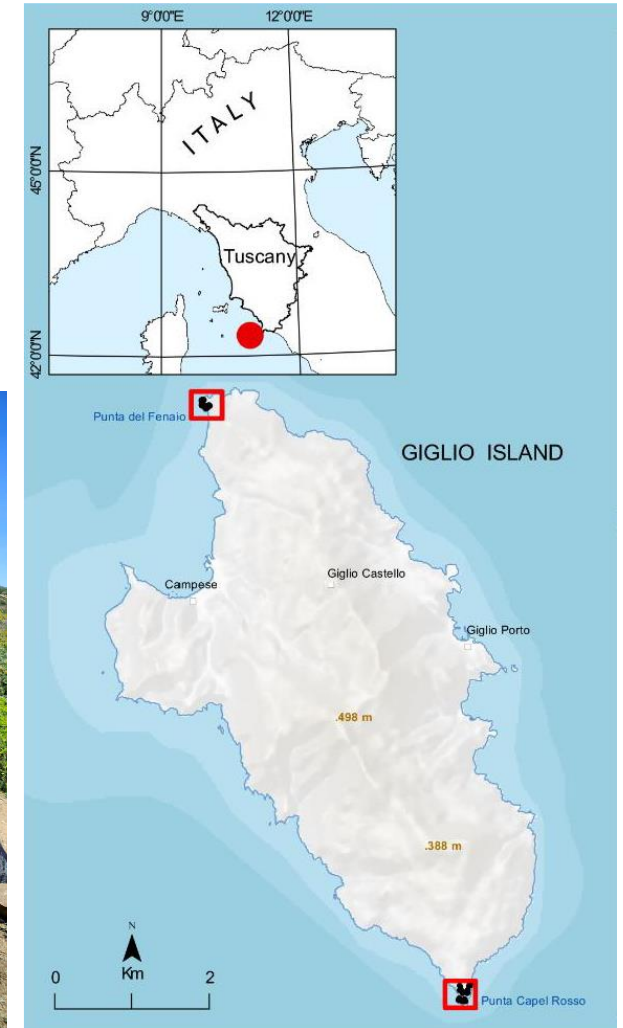 9°0'0"E 12°0'0"E
45°0'0"N
ITALY
Tuscany
42°0'0"N
Punta del Fenaio
GIGLIO ISLAND
Campese
Giglio Castello
Giglio Porto
.498 m
.388 m
N
Km
0 2
Punta Capel Rosso